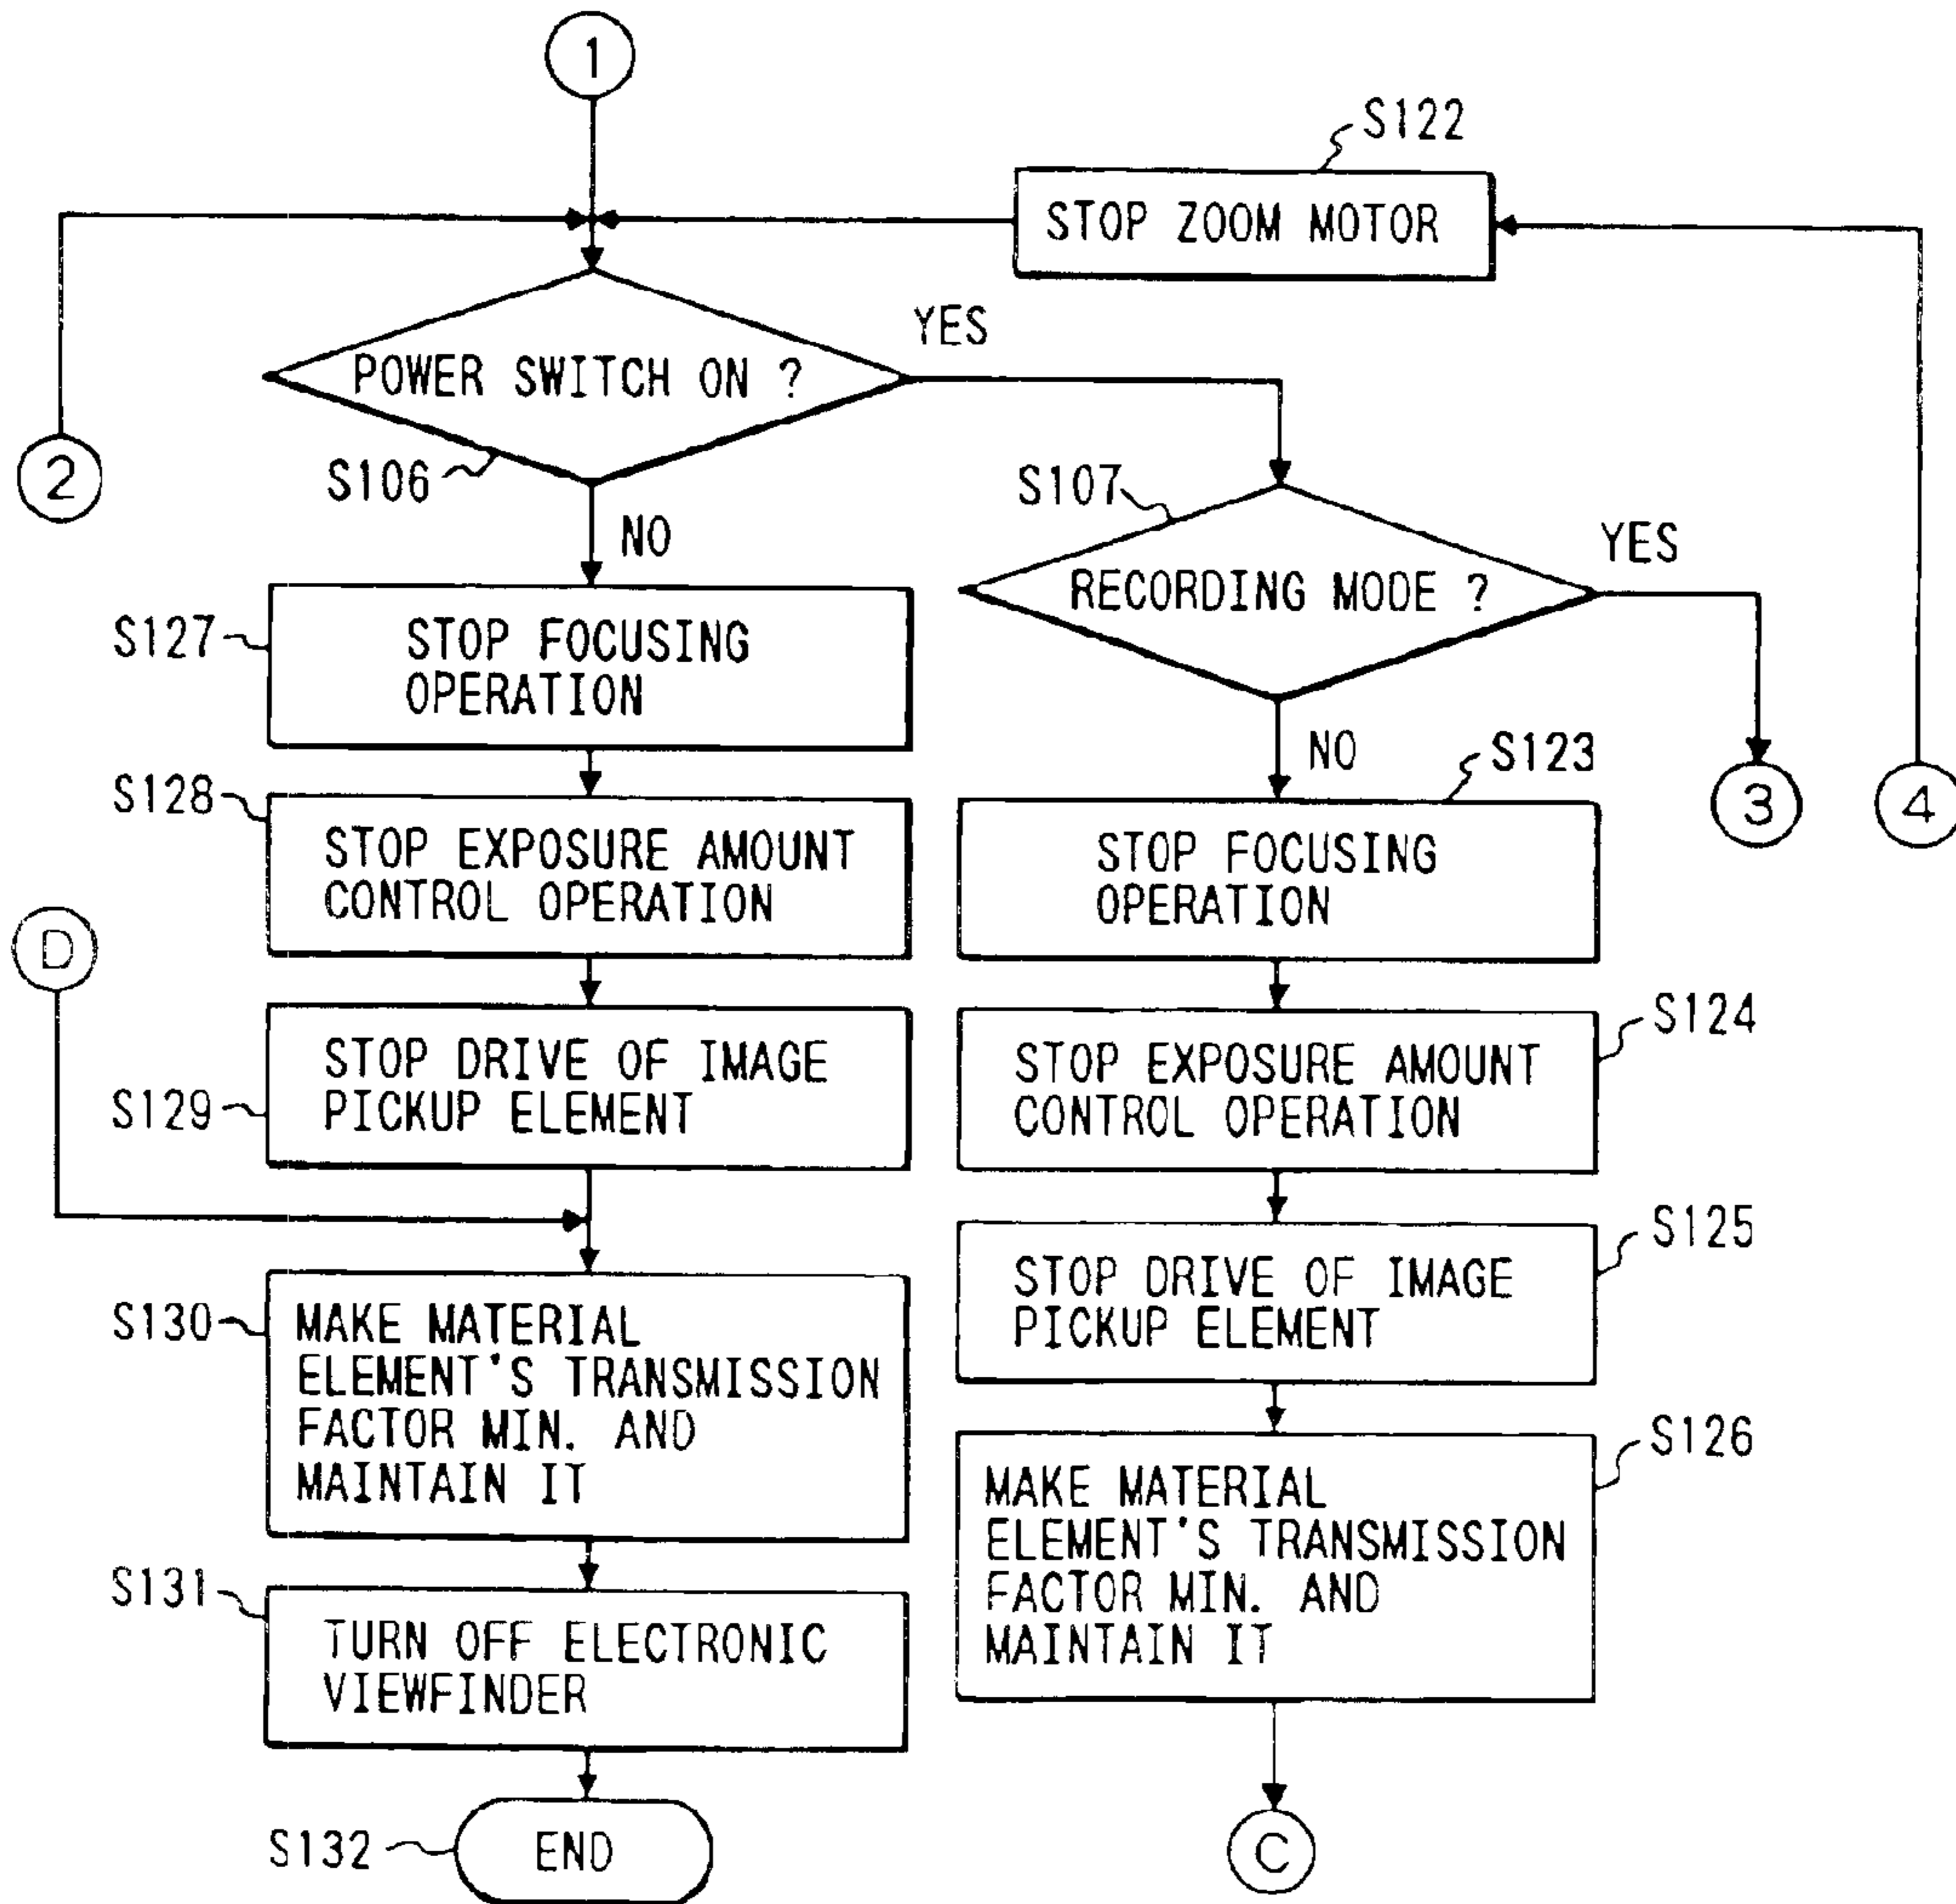 1
S122
STOP ZOOM MOTOR
YES
POWER SWITCH ON ?
S106
2
NO
S107
YES
RECORDING MODE ?
NO
3
4
S127
STOP FOCUSING
OPERATION
S128
STOP EXPOSURE AMOUNT
CONTROL OPERATION
D
S129
STOP DRIVE OF IMAGE
PICKUP ELEMENT
S130
MAKE MATERIAL
ELEMENT'S TRANSMISSION
FACTOR MIN. AND
MAINTAIN IT
S131
TURN OFF ELECTRONIC
VIEWFINDER
S132
END
S123
STOP FOCUSING
OPERATION
S124
STOP EXPOSURE AMOUNT
CONTROL OPERATION
S125
STOP DRIVE OF IMAGE
PICKUP ELEMENT
S126
MAKE MATERIAL
ELEMENT'S TRANSMISSION
FACTOR MIN. AND
MAINTAIN IT
C